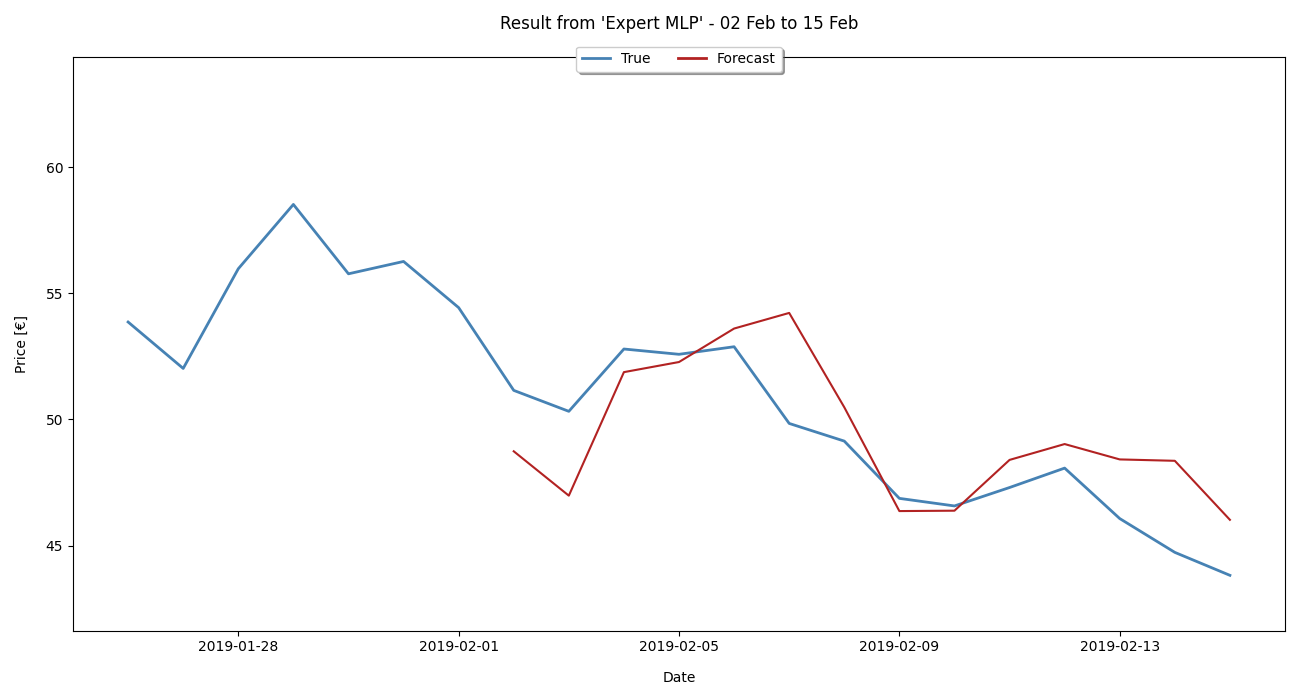 Result from 'Expert MLP' - 02 Feb to 15 Feb
True Forecast
Price [€]
60
55
50
45
2019-01-28 2019-02-01 2019-02-05 2019-02-09 2019-02-13
Date